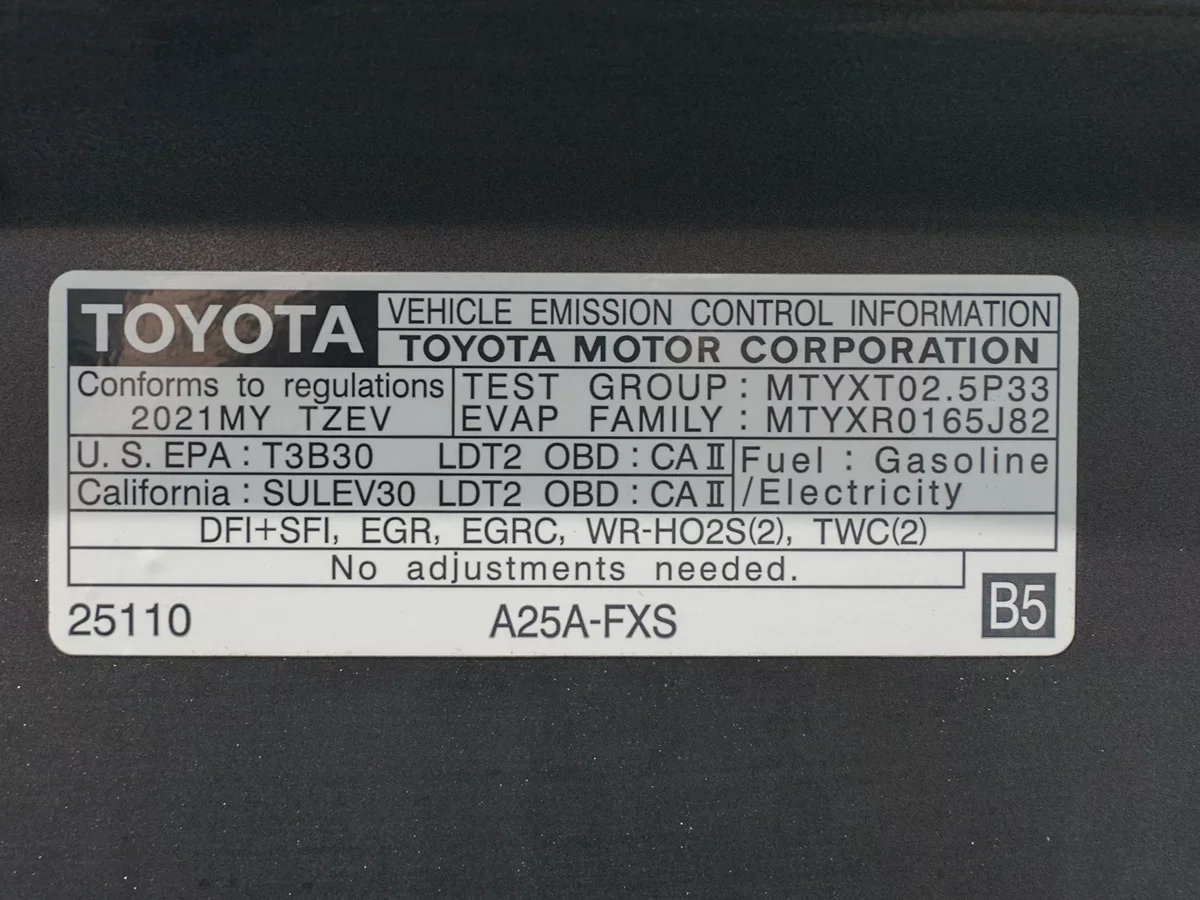 TOYOTA
VEHICLE EMISSION CONTROL INFORMATION
TOYOTA MOTOR CORPORATION
Conforms to regulations
2021MY TZEV
TEST GROUP : MTYXT02.5P33
EVAP FAMILY : MTYXR0165J82
U. S. EPA : T3B30 LDT2 OBD : CA II
California : SULEV30 LDT2 OBD : CA II
Fuel : Gasoline
/Electricity
DFI+SFI, EGR, EGRC, WR-HO2S(2), TWC(2)
No adjustments needed.
25110 A25A-FXS B5